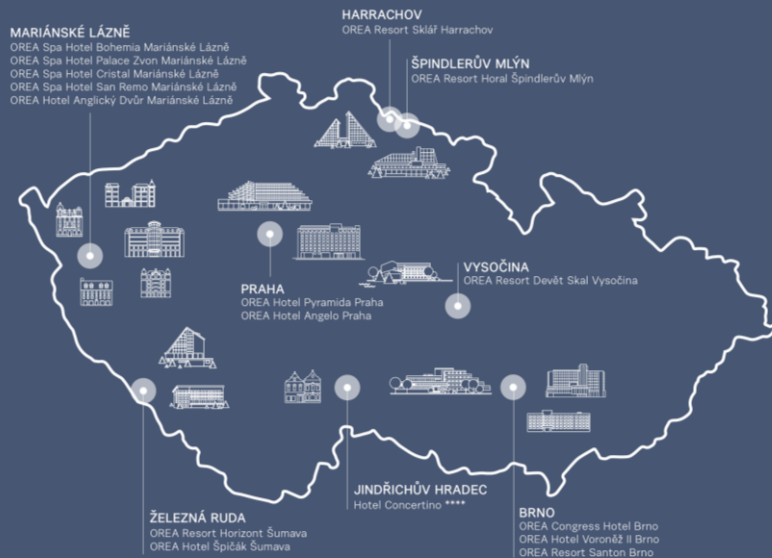 HARRACHOV
OREA Resort Sklář Harrachov
MARIÁNSKÉ LÁZNĚ
OREA Spa Hotel Bohemia Mariánské Lázně
OREA Spa Hotel Palace Zvon Mariánské Lázně
OREA Spa Hotel Cristal Mariánské Lázně
OREA Spa Hotel San Remo Mariánské Lázně
OREA Hotel Anglický Dvůr Mariánské Lázně
ŠPINDLERŮV MLÝN
OREA Resort Horal Špindlerův Mlýn
VYSOČINA
OREA Resort Devět Skal Vysočina
PRAHA
OREA Hotel Pyramida Praha
OREA Hotel Angelo Praha
JINDŘICHŮV HRADEC
Hotel Concertino ****
ŽELEZNÁ RUDA
OREA Resort Horizont Šumava
OREA Hotel Špičák Šumava
BRNO
OREA Congress Hotel Brno
OREA Hotel Voroněž II Brno
OREA Resort Santon Brno